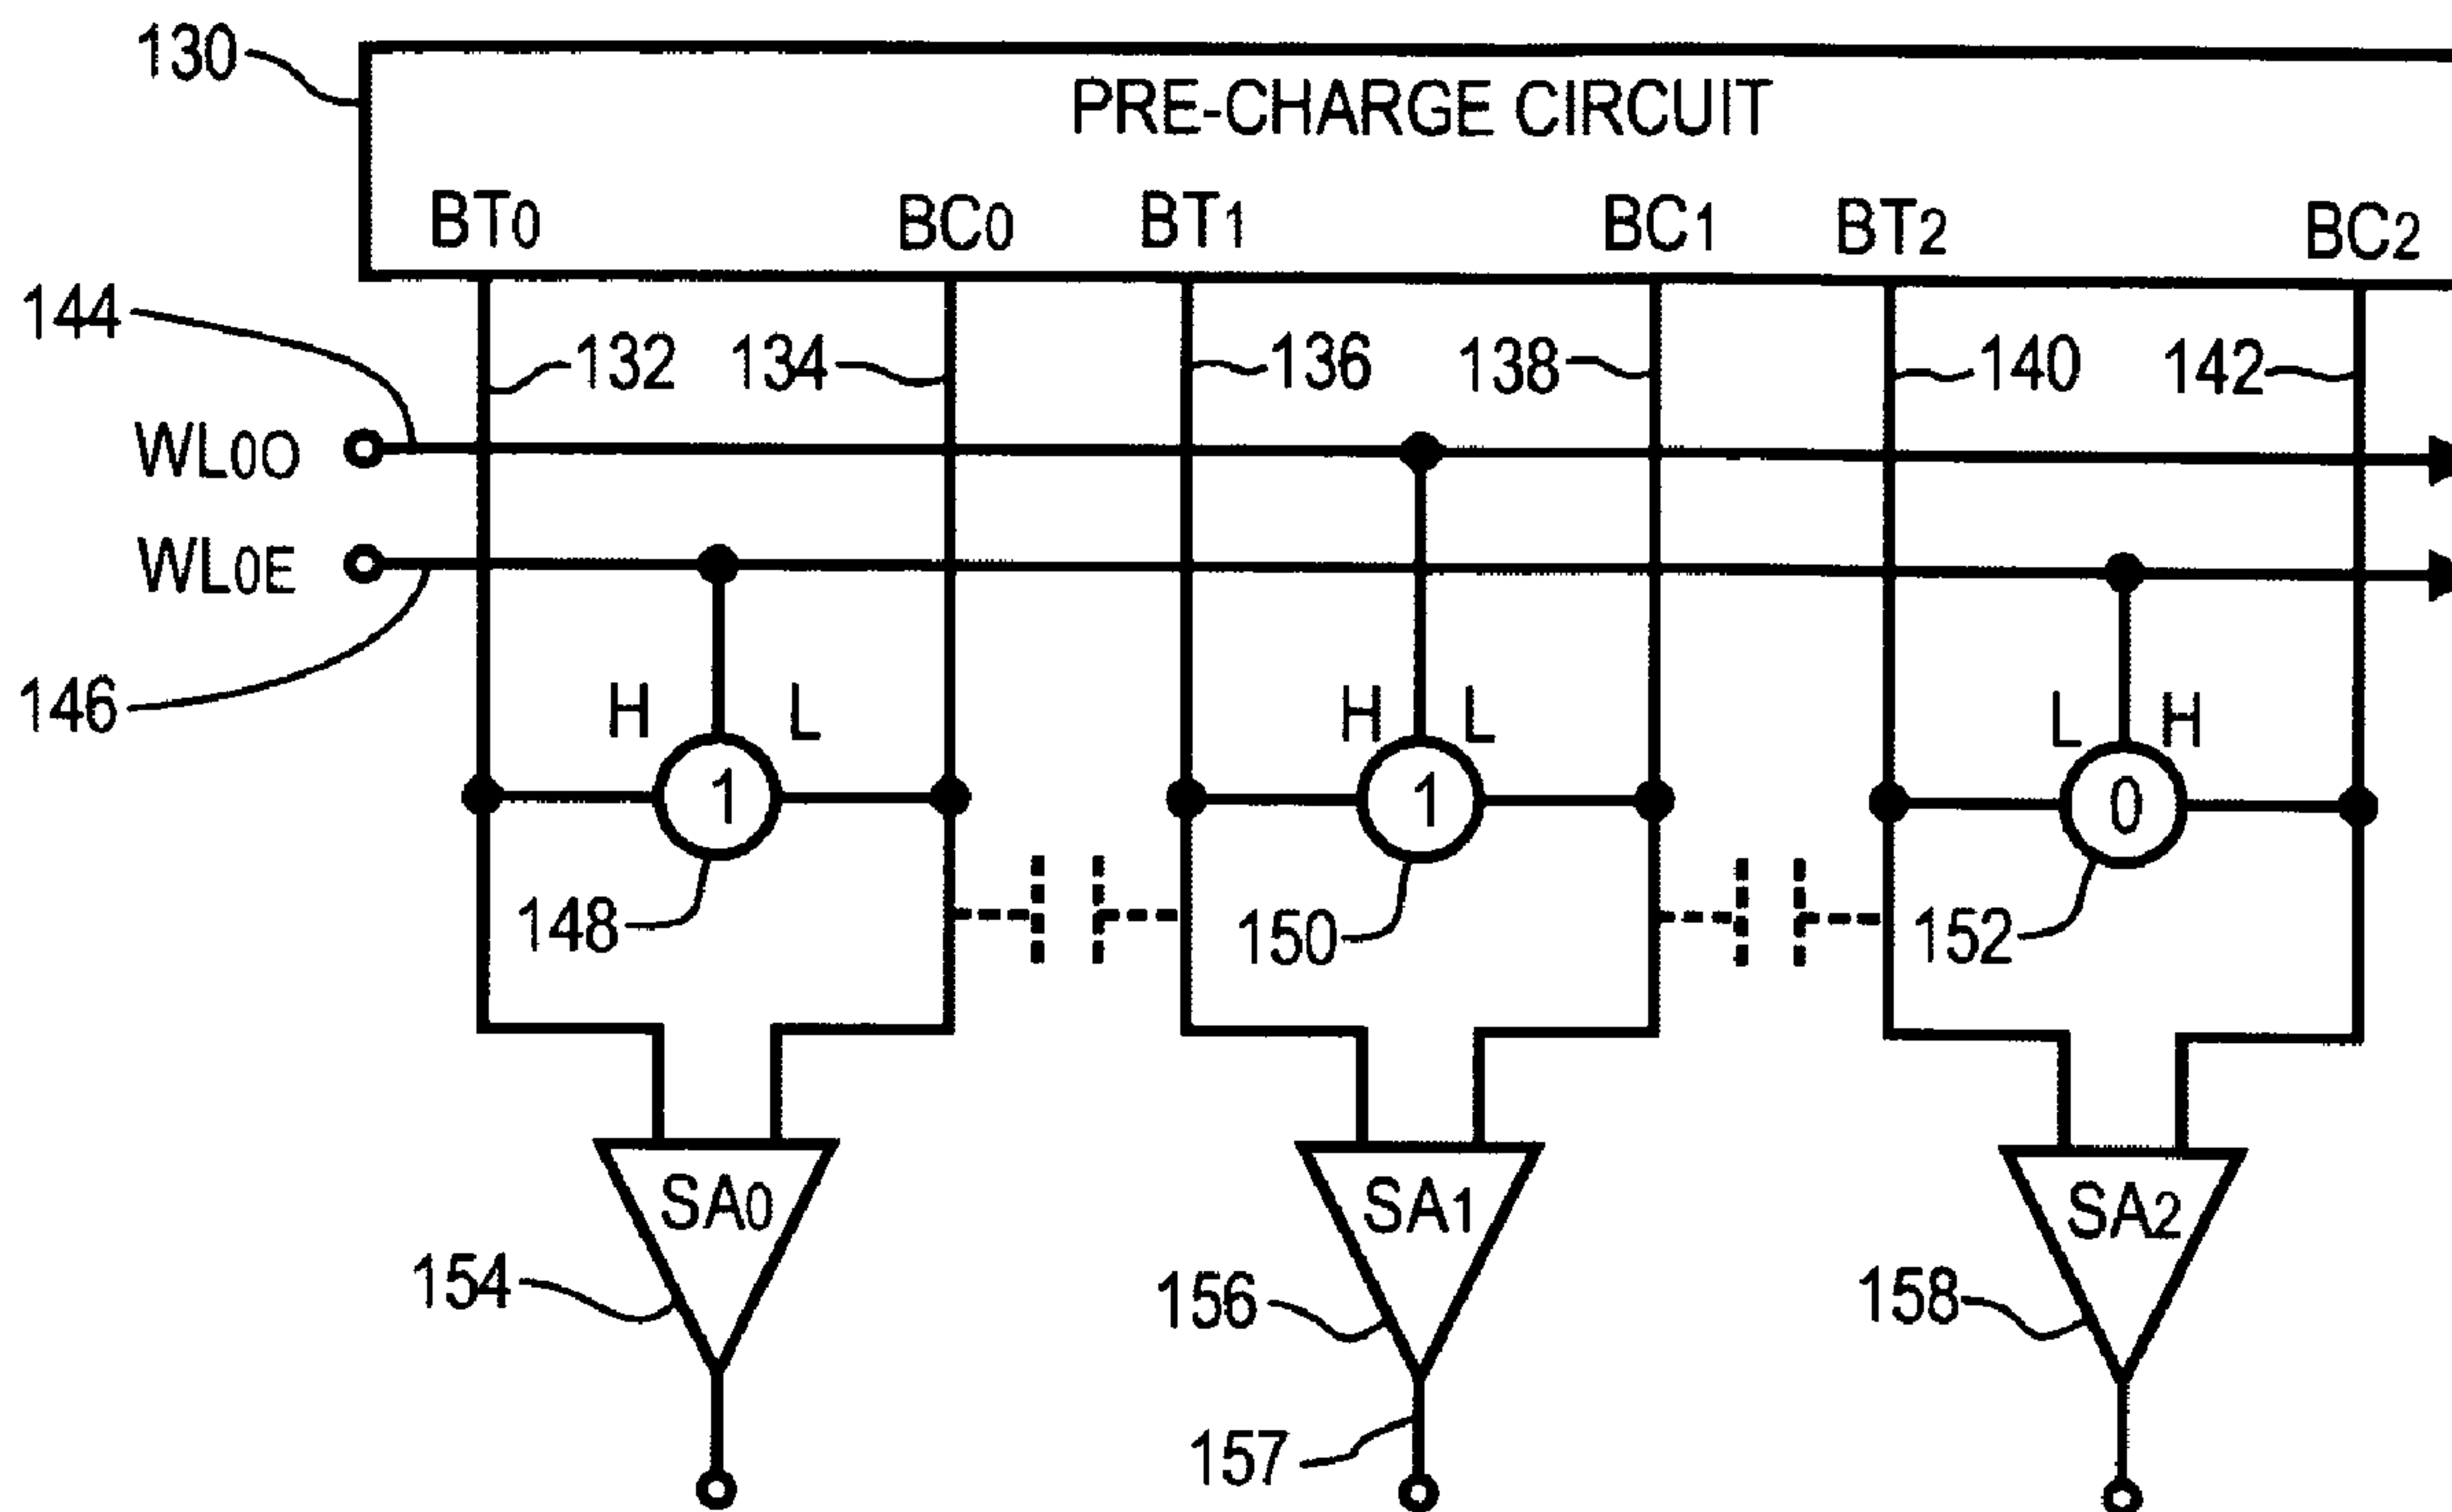 130
PRE-CHARGE CIRCUIT
BT0 BC0 BT1 BC1 BT2 BC2
144
132 134 136 138 140 142
WL0O
WL0E
146
H L H L L H
1 1 0
148 150 152
SA0 SA1 SA2
154 156 158
157